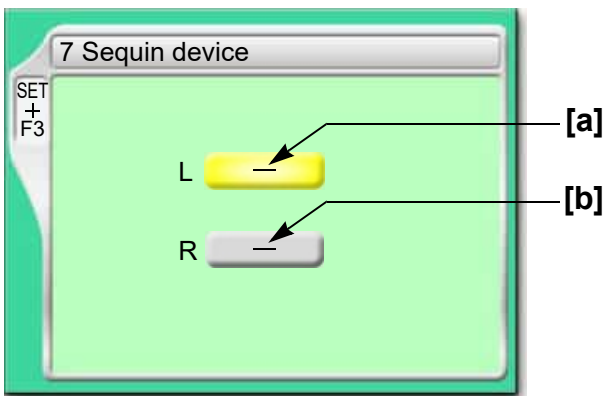 7 Sequin device
SET
+
F3
[a]
L —
[b]
R —